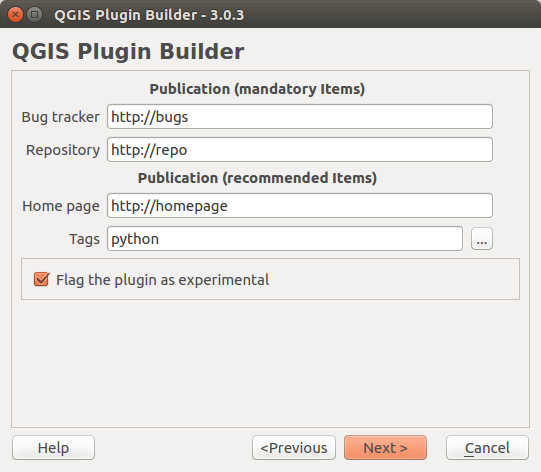 QGIS Plugin Builder - 3.0.3
QGIS Plugin Builder
Publication (mandatory Items)
Bug tracker http://bugs
Repository http://repo
Publication (recommended Items)
Home page http://homepage
Tags python ...
Flag the plugin as experimental
Help <Previous Next > Cancel